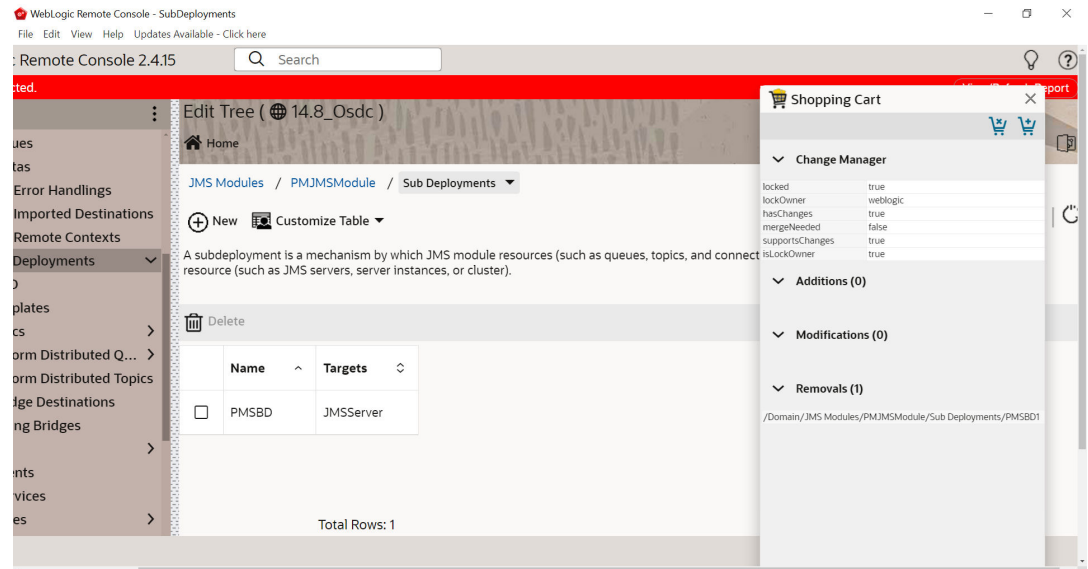 WebLogic Remote Console - SubDeployments
File Edit View Help Updates Available - Click here
: Remote Console 2.4.15
Search
?
cted.
Report
Edit Tree ( 14.8_Osdc )
Home
JMS Modules / PMJMSModule / Sub Deployments
New Customize Table
A subdeployment is a mechanism by which JMS module resources (such as queues, topics, and connect
resource (such as JMS servers, server instances, or cluster).
Delete
Name Targets
PMSBD JMSServer
Total Rows: 1
ues
tas
Error Handlings
Imported Destinations
Remote Contexts
Deployments
plates
cs
orm Distributed Q...
orm Distributed Topics
dge Destinations
ng Bridges
ents
vices
es
Shopping Cart
Change Manager
locked true
lockOwner weblogic
hasChanges true
mergeNeeded false
supportsChanges true
isLockOwner true
Additions (0)
Modifications (0)
Removals (1)
/Domain/JMS Modules/PMJMSModule/Sub Deployments/PMSBD1